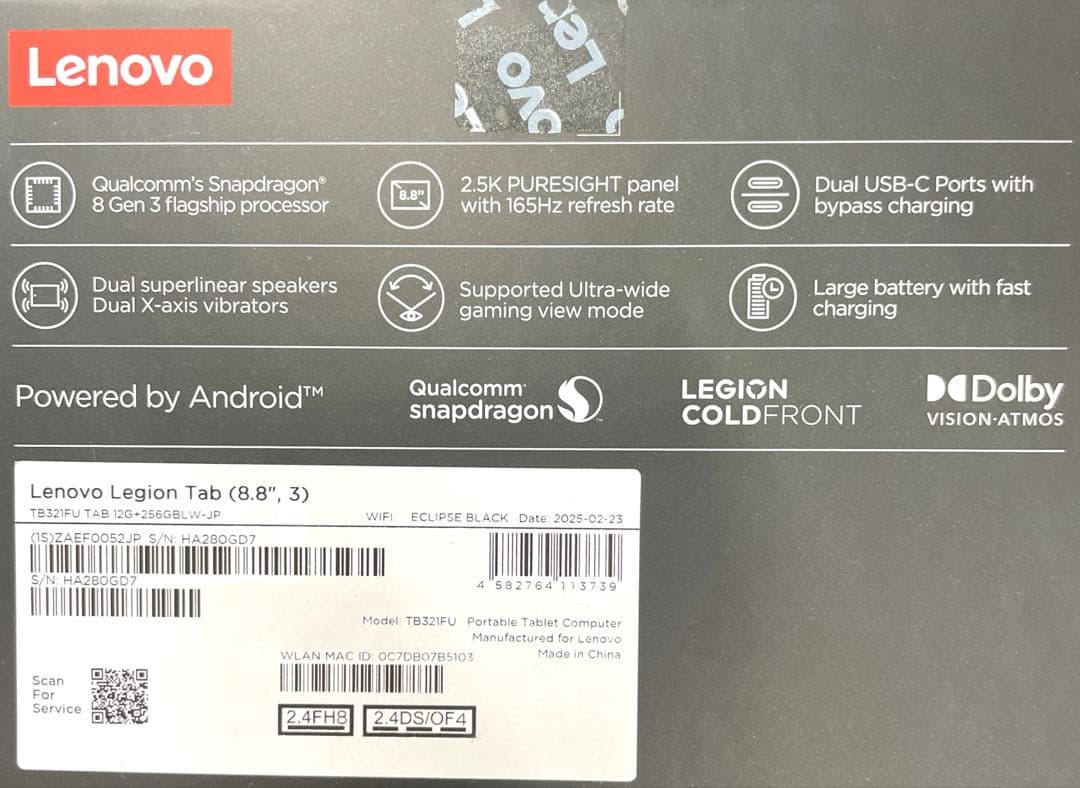 Lenovo
Lenovo
Qualcomm's Snapdragon®
8 Gen 3 flagship processor
8.8"
2.5K PURESIGHT panel
with 165Hz refresh rate
Dual USB-C Ports with
bypass charging
Dual superlinear speakers
Dual X-axis vibrators
Supported Ultra-wide
gaming view mode
Large battery with fast
charging
Powered by Android™
Qualcomm
snapdragon
LEGION
COLDFRONT
Dolby
VISION·ATMOS
Lenovo Legion Tab (8.8", 3)
TB321FU TAB 12G+256GBLW-JP WIFI ECLIPSE BLACK Date: 2025-02-23
(1S)ZAEF0052JP S/N: HA280GD7
S/N: HA280GD7
4 582764 113739
Model: TB321FU Portable Tablet Computer
Manufactured for Lenovo
Made in China
WLAN MAC ID: 0C7DB07B5103
Scan
For
Service
2.4FH8 2.4DS/OF4